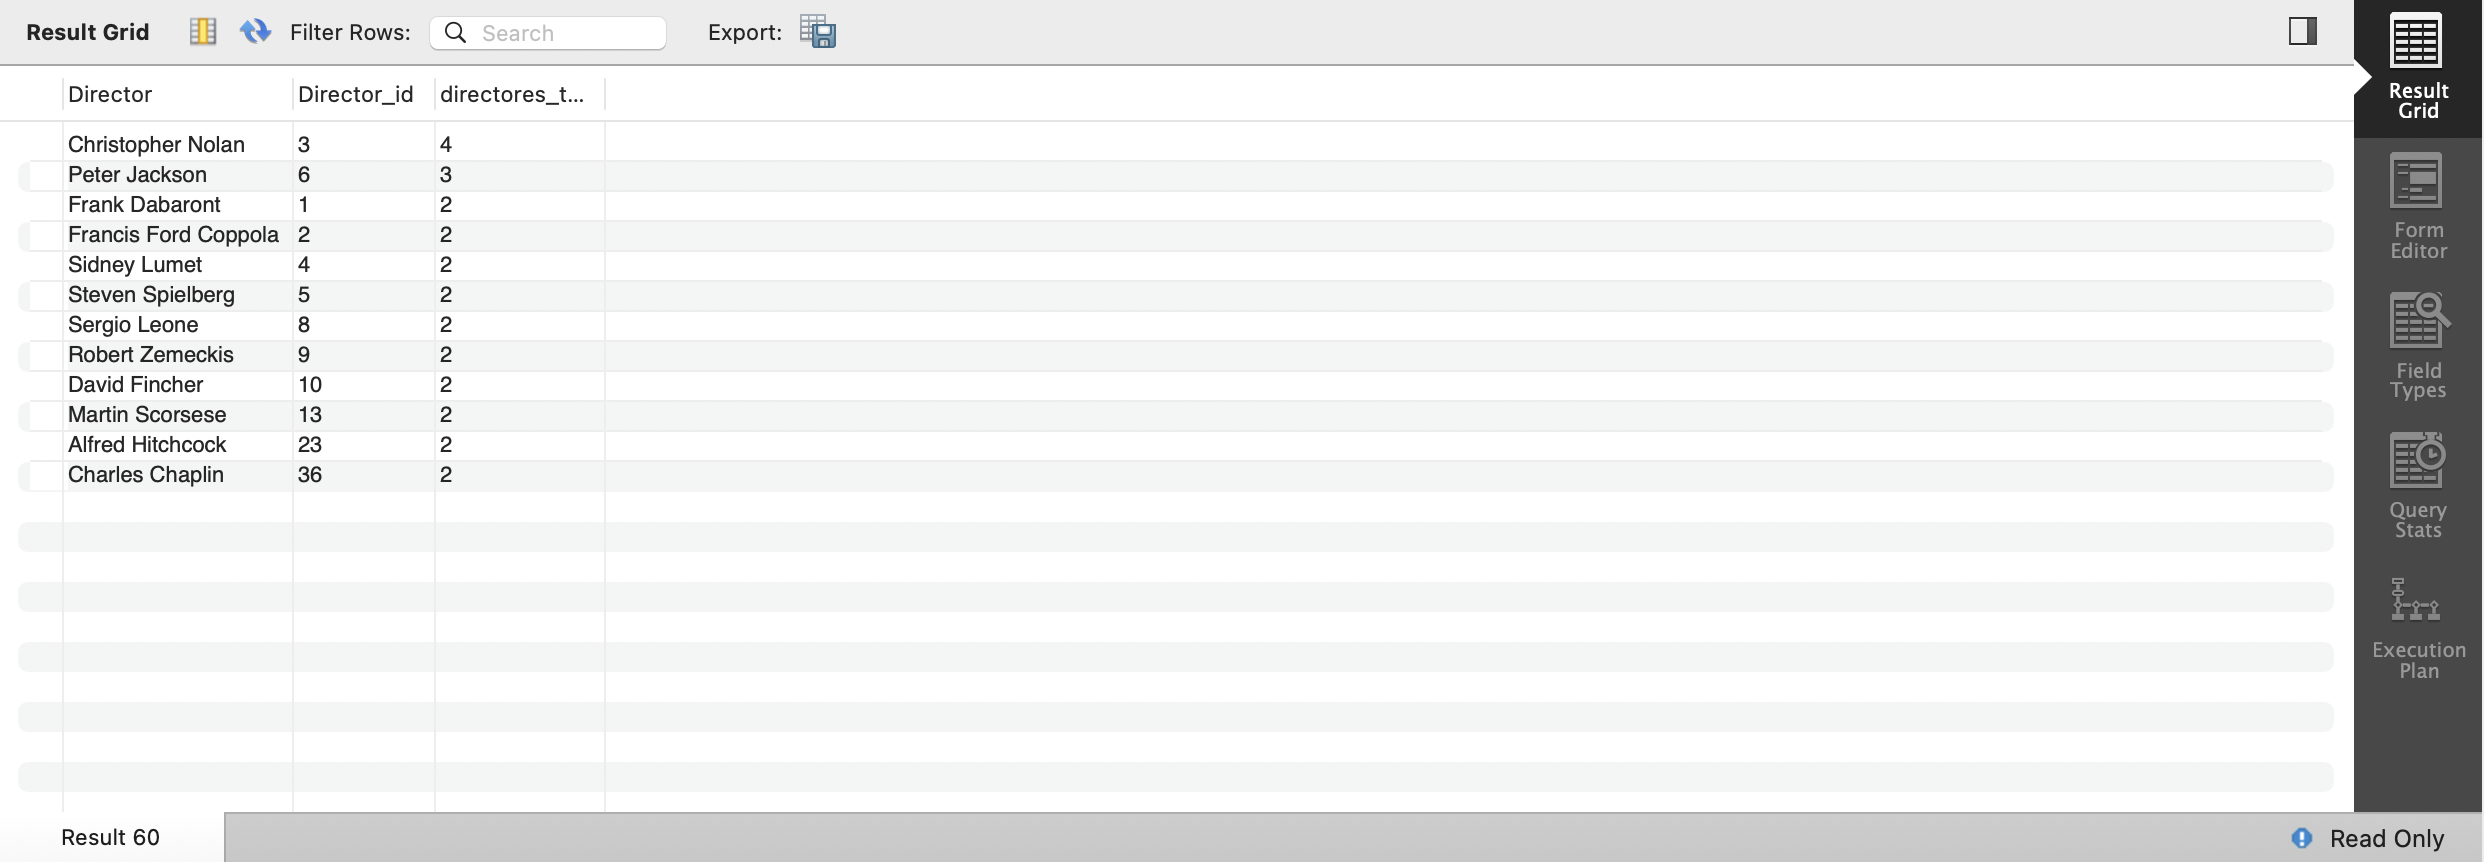 Result Grid Filter Rows: Search Export:
Director Director_id directores_t...
Christopher Nolan 3 4
Peter Jackson 6 3
Frank Dabaront 1 2
Francis Ford Coppola 2 2
Sidney Lumet 4 2
Steven Spielberg 5 2
Sergio Leone 8 2
Robert Zemeckis 9 2
David Fincher 10 2
Martin Scorsese 13 2
Alfred Hitchcock 23 2
Charles Chaplin 36 2
Result
Grid
Form
Editor
Field
Types
Query
Stats
Execution
Plan
Result 60 Read Only